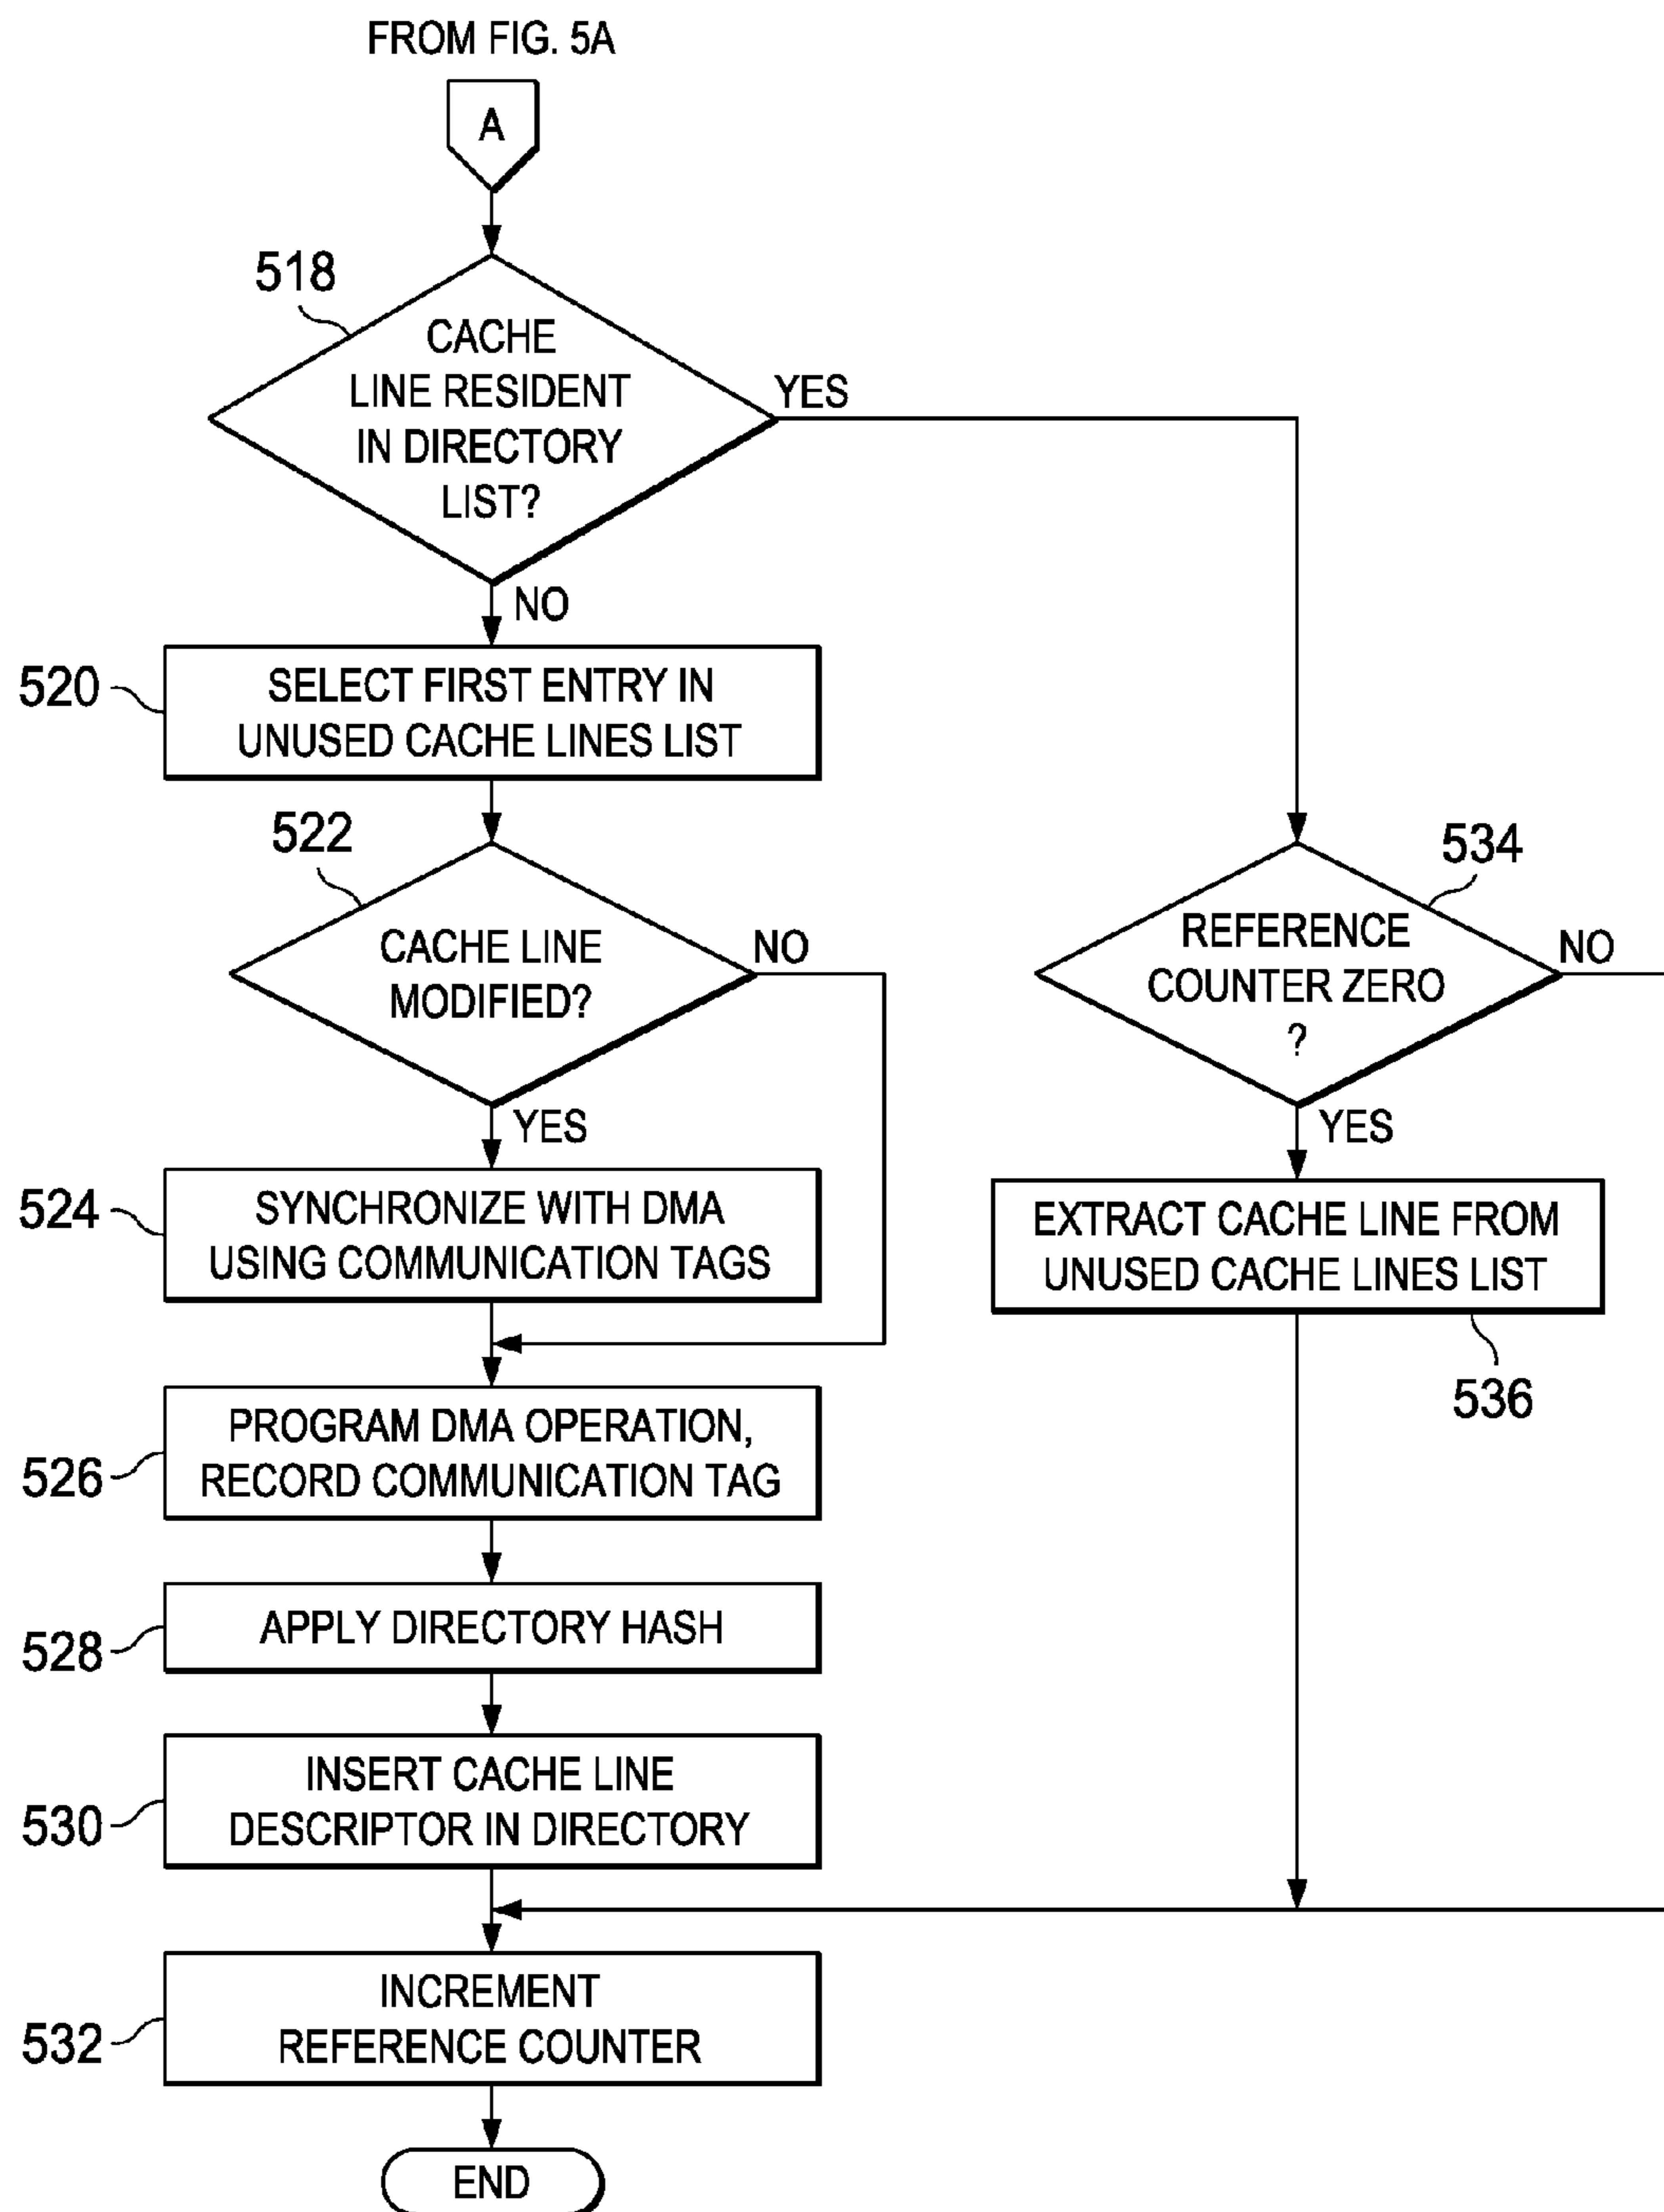 FROM FIG. 5A
A
518
CACHE
LINE RESIDENT
IN DIRECTORY
LIST?
YES
NO
520
SELECT FIRST ENTRY IN
UNUSED CACHE LINES LIST
522
CACHE LINE
MODIFIED?
NO
YES
534
REFERENCE
COUNTER ZERO
?
NO
YES
524
SYNCHRONIZE WITH DMA
USING COMMUNICATION TAGS
EXTRACT CACHE LINE FROM
UNUSED CACHE LINES LIST
536
526
PROGRAM DMA OPERATION,
RECORD COMMUNICATION TAG
528
APPLY DIRECTORY HASH
530
INSERT CACHE LINE
DESCRIPTOR IN DIRECTORY
532
INCREMENT
REFERENCE COUNTER
END